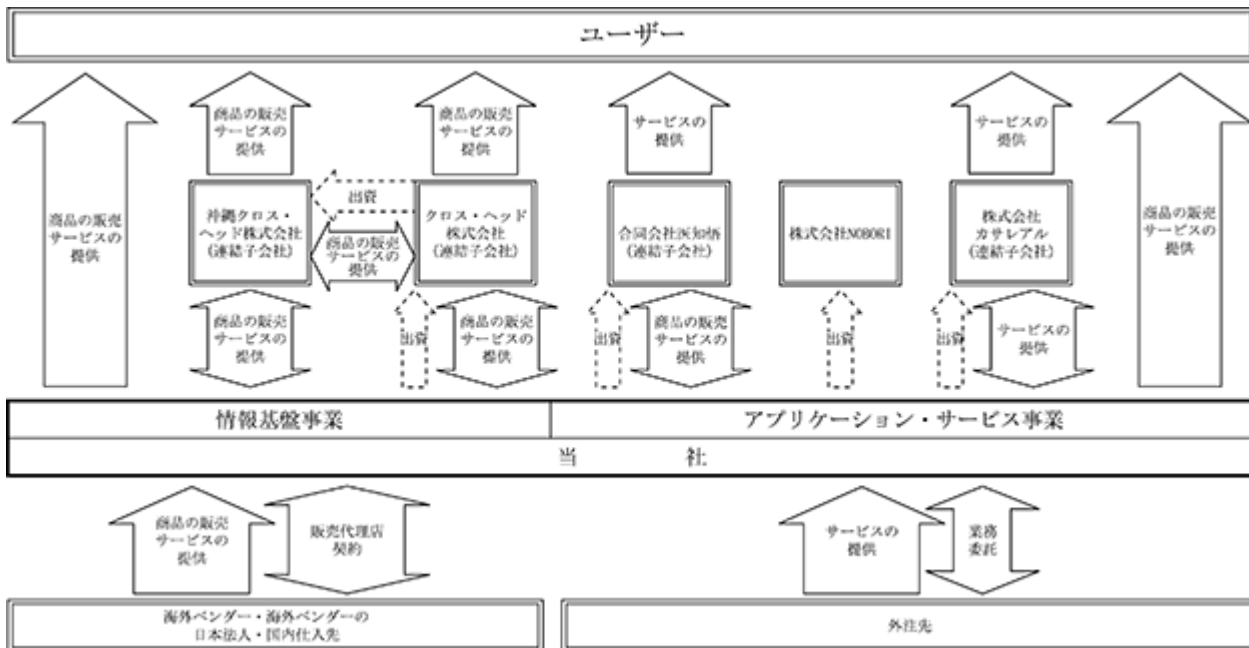 ユーザー
商品の販売
サービスの
提供
商品の販売
サービスの
提供
商品の販売
サービスの
提供
サービスの
提供
サービスの
提供
商品の販売
サービスの
提供
沖縄クロス・
ヘッド株式会社
(連結子会社)
出資
商品の販売
サービスの
提供
クロス・ヘッド
株式会社
(連結子会社)
合同会社医知悟
(連結子会社)
株式会社NOBORI
株式会社
カサレアル
(連結子会社)
商品の販売
サービスの
提供
出資
商品の販売
サービスの
提供
出資
商品の販売
サービスの
提供
出資
出資
サービスの
提供
情報基盤事業
アプリケーション・サービス事業
当社
商品の販売
サービスの
提供
販売代理店
契約
サービスの
提供
業務
委託
海外ベンダー・海外ベンダーの
日本法人・国内仕入先
外注先